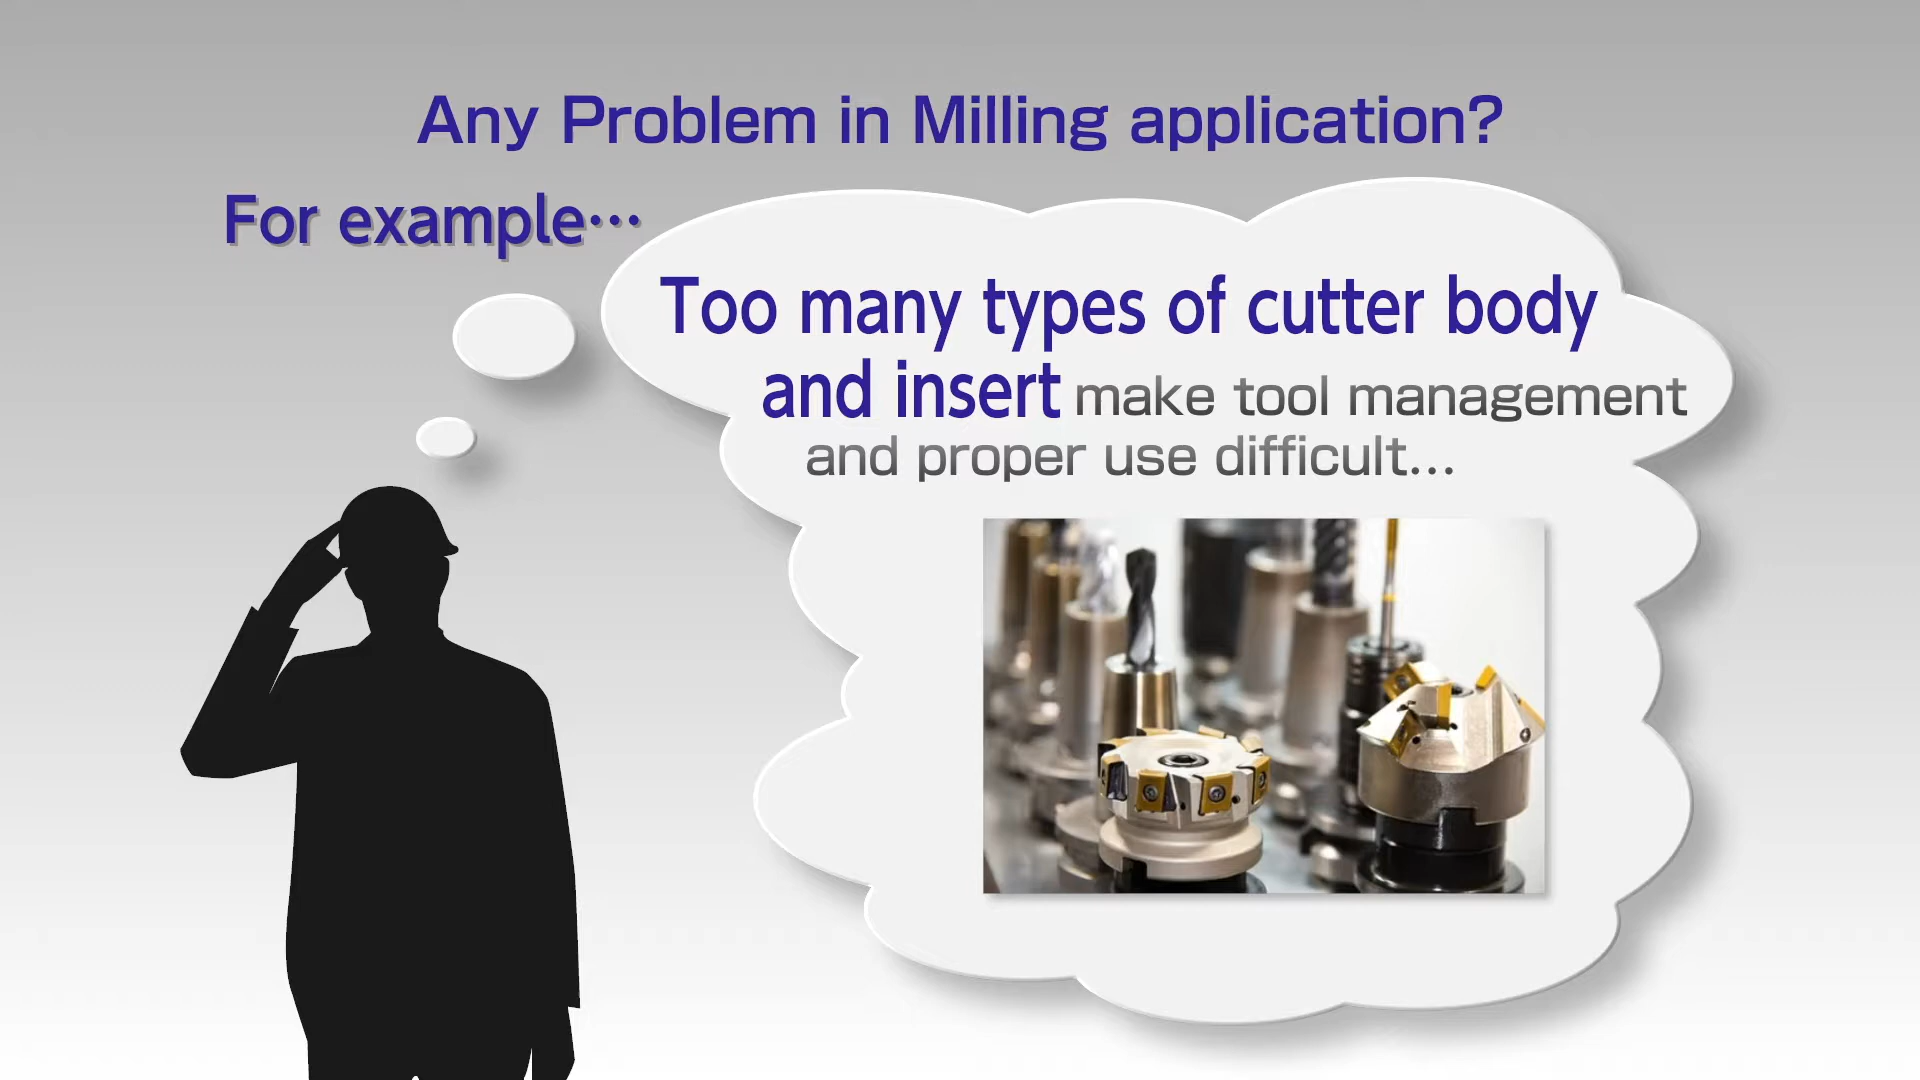 Any Problem in Milling application?
For example…
Too many types of cutter body
and insert make tool management
and proper use difficult…